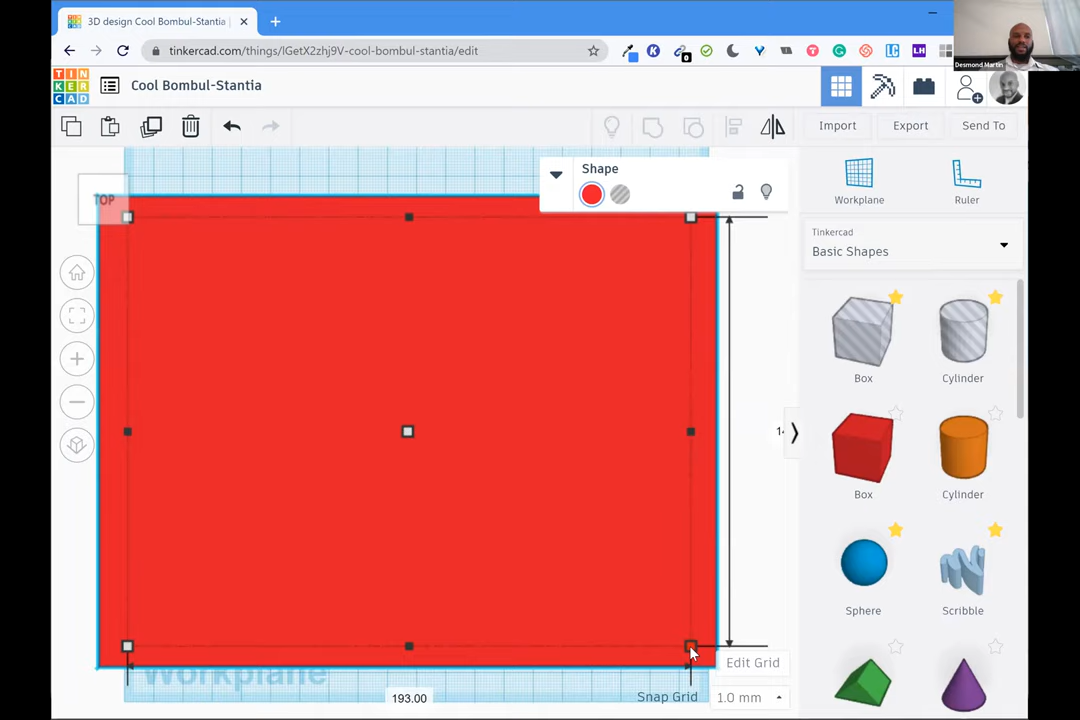 3D design Cool Bombul-Stantia
tinkercad.com/things/lGetX2zhj9V-cool-bombul-stantia/edit
Desmond Martin
TIN
KER
CAD
Cool Bombul-Stantia
Import
Export
Send To
Shape
TOP
Workplane
Ruler
Tinkercad
Basic Shapes
Box
Cylinder
Box
Cylinder
Sphere
Scribble
Edit Grid
Workplane
193.00
Snap Grid
1.0 mm